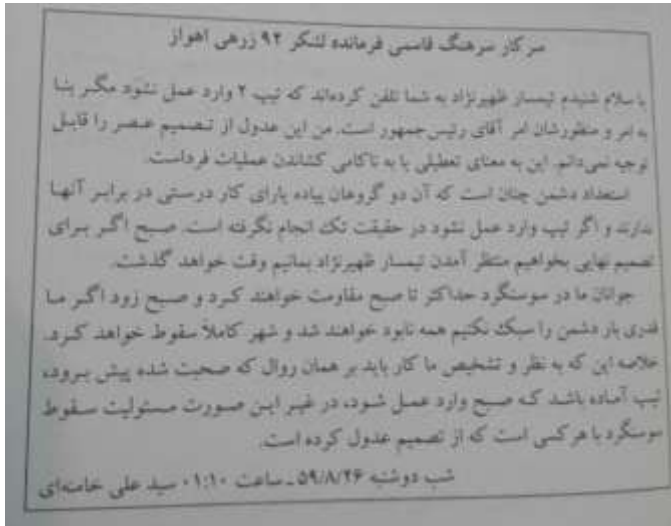 سرکار سرهنگ قاسمی فرمانده لشکر ۹۲ زرهی اهواز
با سلام شنیدم تیمسار ظهیرنژاد به شما تلفن کرده‌اند که تیپ ۲ وارد عمل نشود مگر بنا
به امر و منظورشان امر آقای رئیس‌جمهور است. من این عدول از تصمیم عصر را قابل
توجیه نمی‌دانم. این به معنای تعطیلی یا به ناکامی کشاندن عملیات فرداست.
استعداد دشمن چنان است که آن دو گروهان پیاده یارای کار درستی در برابر آنها
ندارند و اگر تیپ وارد عمل نشود در حقیقت تک انجام نگرفته است. صبح اگر برای
تصمیم نهایی بخواهیم منتظر آمدن تیمسار ظهیرنژاد بمانیم وقت خواهد گذشت.
جوانان ما در سوسنگرد حداکثر تا صبح مقاومت خواهند کرد و صبح زود اگر ما
قدری بار دشمن را سبک نکنیم همه نابود خواهند شد و شهر کاملاً سقوط خواهد کرد.
خلاصه این که به نظر و تشخیص ما کار باید بر همان روال که صحبت شده پیش برود،
تیپ آماده باشد که صبح وارد عمل شود، در غیر این صورت مسئولیت سقوط
سوسنگرد با هر کسی است که از تصمیم عدول کرده است.
شب دوشنبه ۵۹/۸/۲۶ ـ ساعت ۰۱:۱۰ سید علی خامنه‌ای